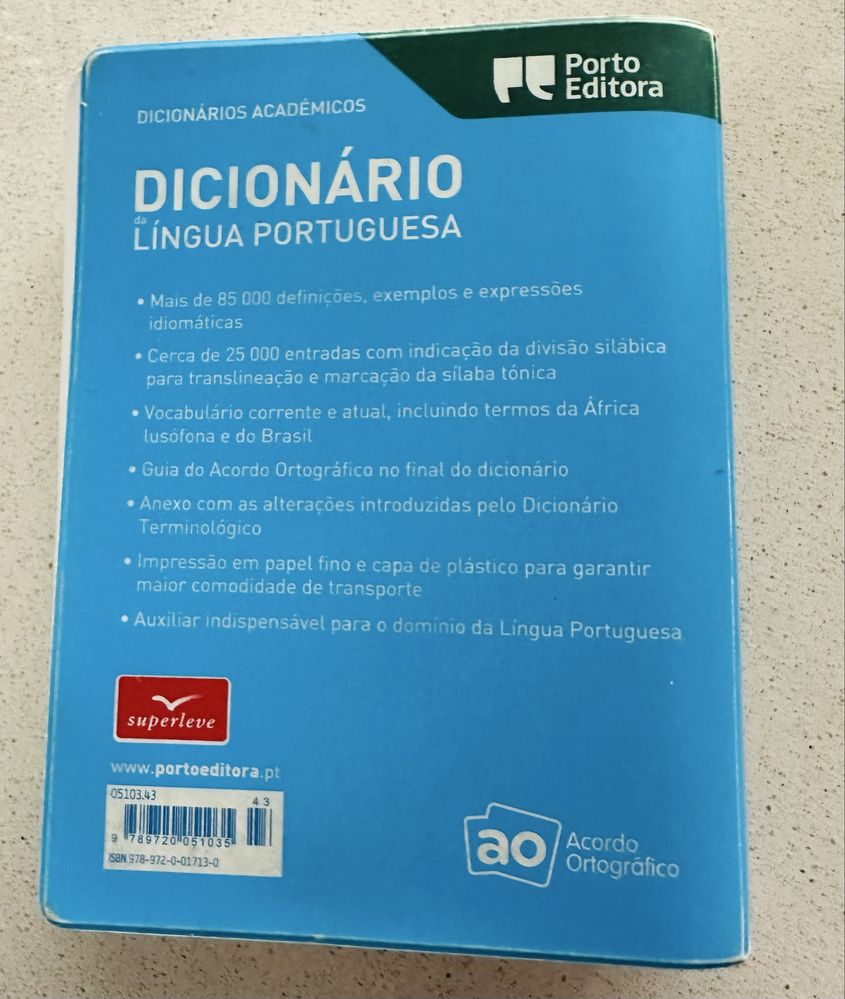 Porto
Editora
DICIONÁRIOS ACADÉMICOS
DICIONÁRIO
da
LÍNGUA PORTUGUESA
• Mais de 85 000 definições, exemplos e expressões
idiomáticas
• Cerca de 25 000 entradas com indicação da divisão silábica
para translineação e marcação da sílaba tónica
• Vocabulário corrente e atual, incluindo termos da África
lusófona e do Brasil
• Guia do Acordo Ortográfico no final do dicionário
• Anexo com as alterações introduzidas pelo Dicionário
Terminológico
• Impressão em papel fino e capa de plástico para garantir
maior comodidade de transporte
• Auxiliar indispensável para o domínio da Língua Portuguesa
superleve
www.portoeditora.pt
05103.43
43
9 789720 051035
ISBN 978-972-0-01713-0
ao
Acordo
Ortográfico